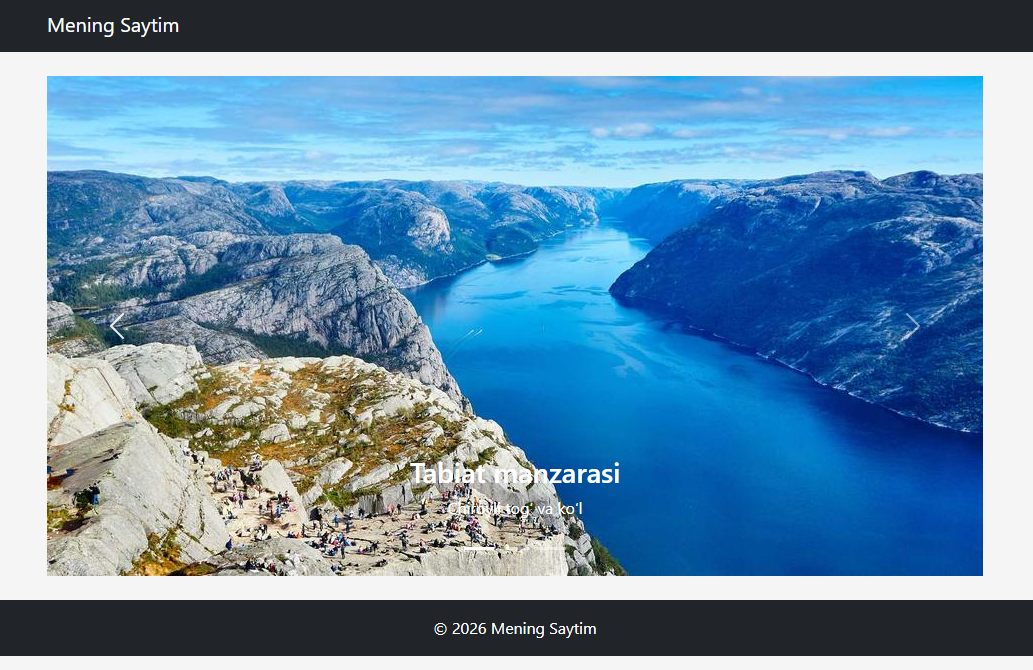 Mening Saytim
Tabiat manzarasi
Chiroyli tog‘ va ko‘l
© 2026 Mening Saytim